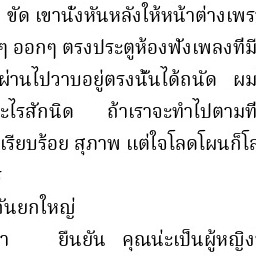 ขัด เขานั่งหันหลังให้หน้าต่างเพร
ๆ ออกๆ ตรงประตูห้องฟังเพลงที่มี
ผ่านไปวาบอยู่ตรงนั้นได้ถนัด ผม
ะไรสักนิด ถ้าเราจะทำไปตามที่
เรียบร้อย สุภาพ แต่ใจโลดโผนก็โล
กันยกใหญ่
า ยืนยัน คุณน่ะเป็นผู้หญิง